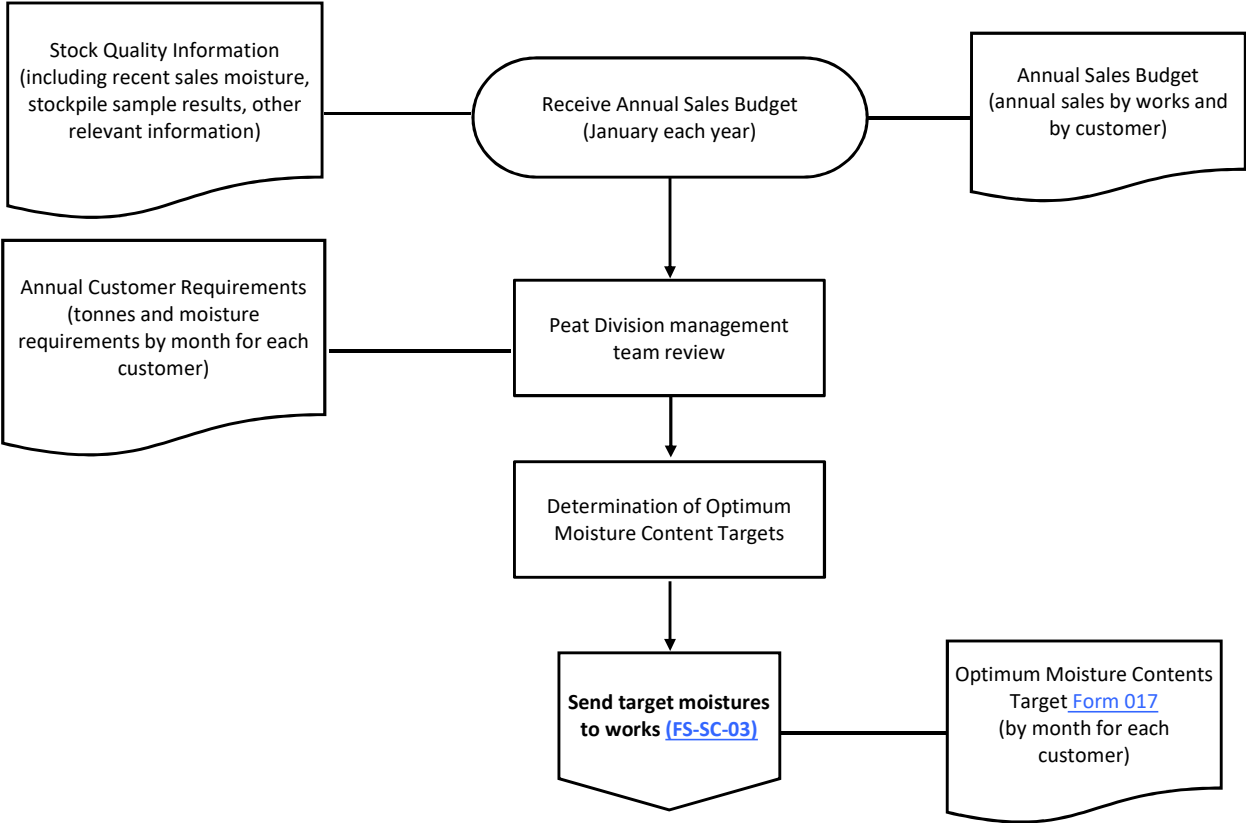 Stock Quality Information
(including recent sales moisture,
stockpile sample results, other
relevant information)
Receive Annual Sales Budget
(January each year)
Annual Sales Budget
(annual sales by works and
by customer)
Annual Customer Requirements
(tonnes and moisture
requirements by month for each
customer)
Peat Division management
team review
Determination of Optimum
Moisture Content Targets
Send target moistures
to works (FS-SC-03)
Optimum Moisture Contents
Target Form 017
(by month for each
customer)